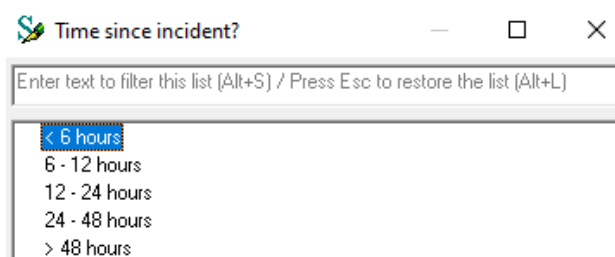 Time since incident?
Enter text to filter this list (Alt+S) / Press Esc to restore the list (Alt+L)
< 6 hours
6 - 12 hours
12 - 24 hours
24 - 48 hours
> 48 hours